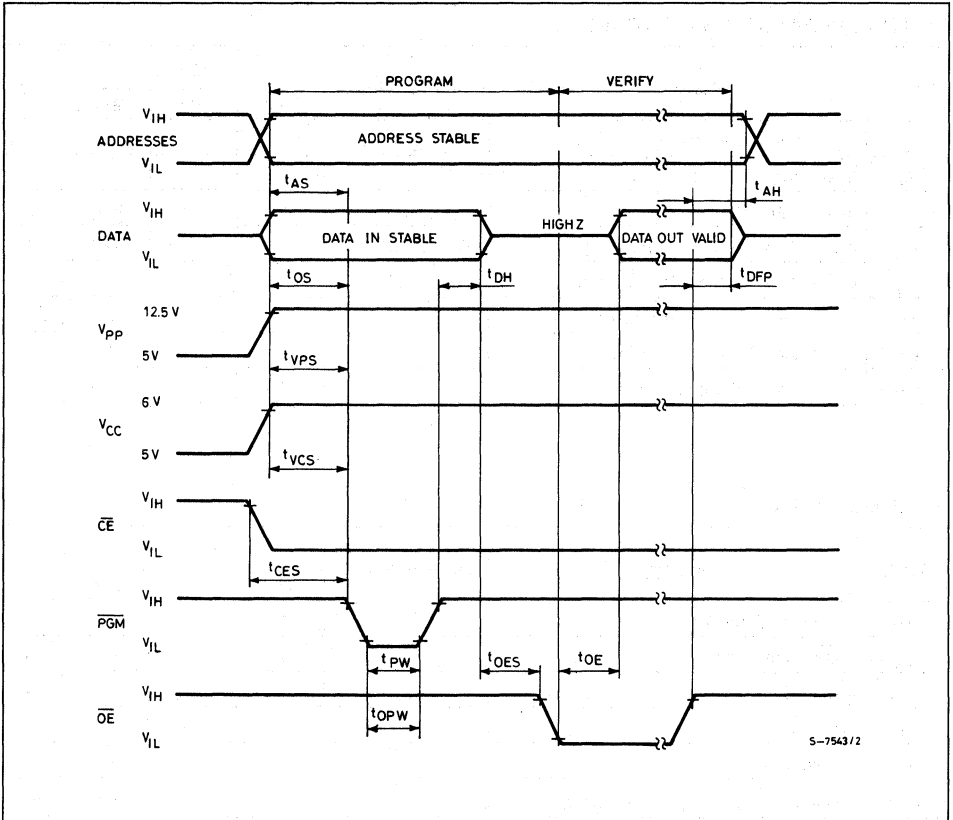 PROGRAM VERIFY
VIH
ADDRESSES ADDRESS STABLE
VIL
tAS tAH
VIH
DATA DATA IN STABLE HIGH Z DATA OUT VALID
VIL
tOS tDH tDFP
12.5 V
VPP
5V
tVPS
6 V
VCC
5V
tVCS
VIH
CE
VIL
tCES
VIH
PGM
VIL
tPW tOES tOE
VIH
OE tOPW
VIL
S-7543/2